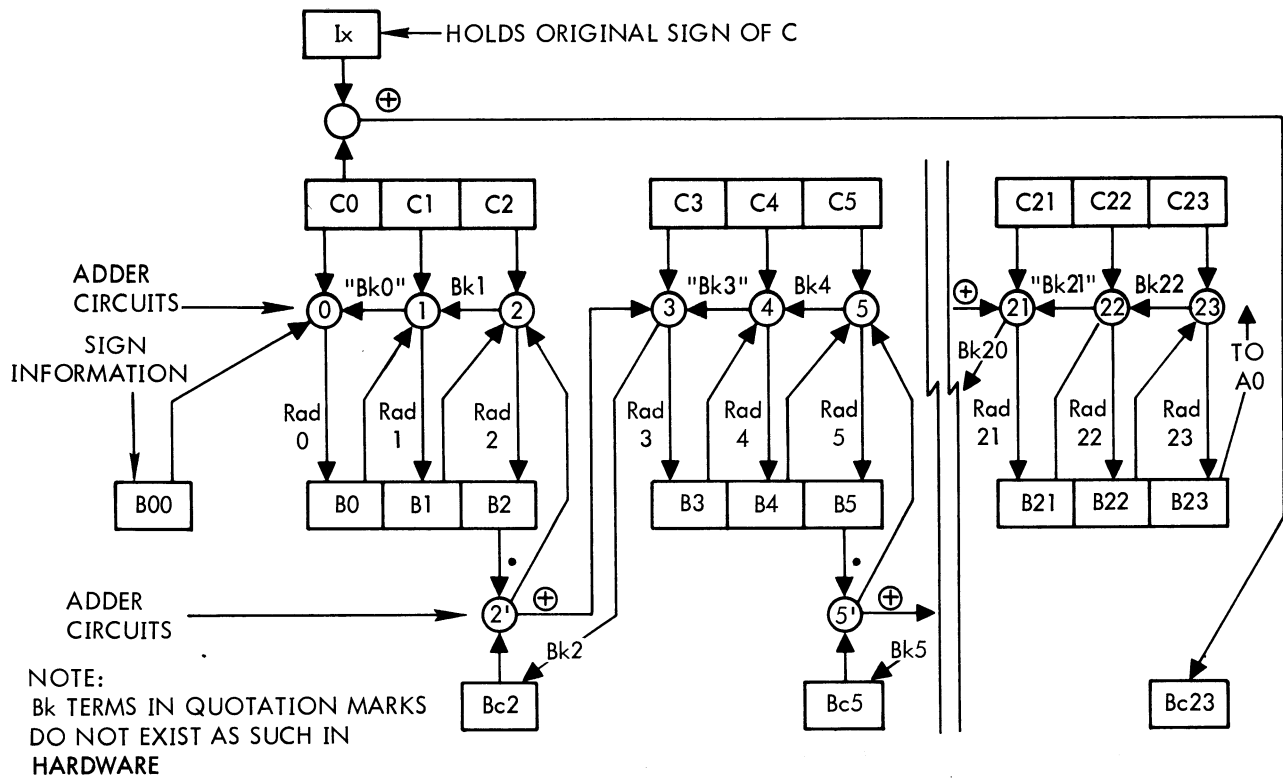 Ix
HOLDS ORIGINAL SIGN OF C
⊕
C0 C1 C2
C3 C4 C5
C21 C22 C23
ADDER
CIRCUITS
0 "Bk0" 1 Bk1 2
3 "Bk3" 4 Bk4 5
⊕ 21 "Bk21" 22 Bk22 23
SIGN
INFORMATION
Bk20
TO
A0
Rad
0
Rad
1
Rad
2
Rad
3
Rad
4
Rad
5
Rad
21
Rad
22
Rad
23
B00
B0 B1 B2
B3 B4 B5
B21 B22 B23
ADDER
CIRCUITS
2' ⊕
5' ⊕
Bk2
Bk5
Bc2
Bc5
Bc23
NOTE:
Bk TERMS IN QUOTATION MARKS
DO NOT EXIST AS SUCH IN
HARDWARE